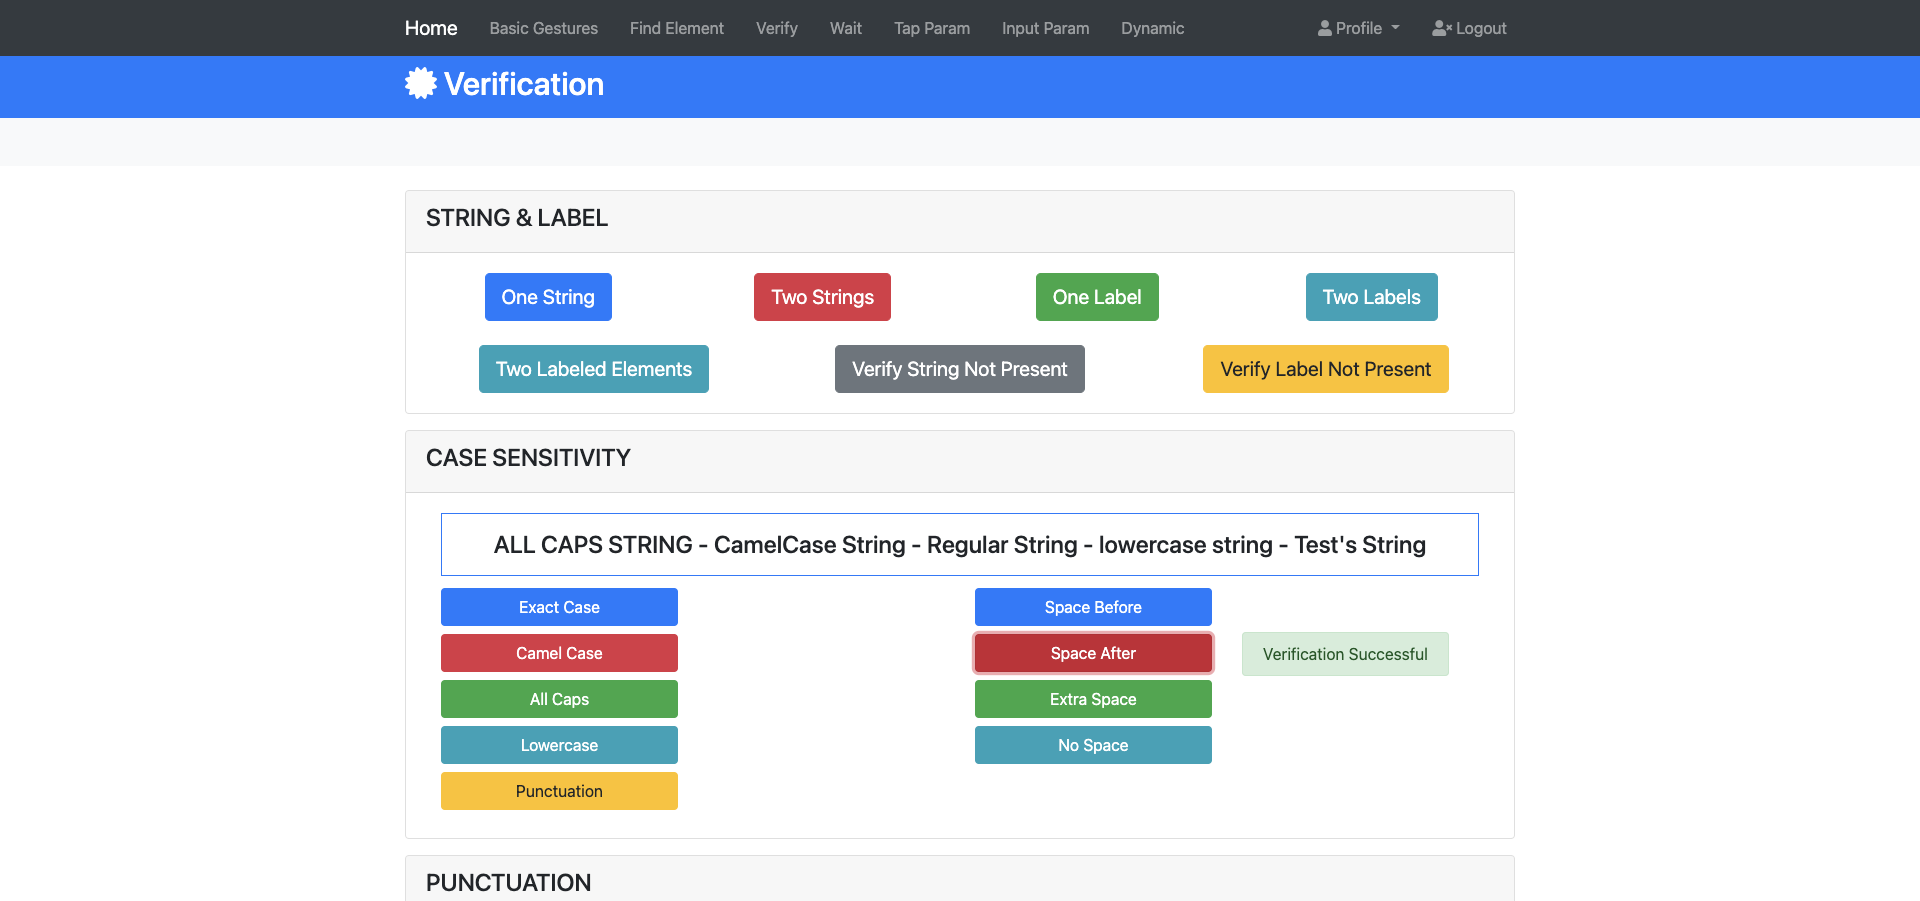 Home Basic Gestures Find Element Verify Wait Tap Param Input Param Dynamic Profile Logout
Verification
STRING & LABEL
One String Two Strings One Label Two Labels
Two Labeled Elements Verify String Not Present Verify Label Not Present
CASE SENSITIVITY
ALL CAPS STRING - CamelCase String - Regular String - lowercase string - Test's String
Exact Case Space Before
Camel Case Space After Verification Successful
All Caps Extra Space
Lowercase No Space
Punctuation
PUNCTUATION